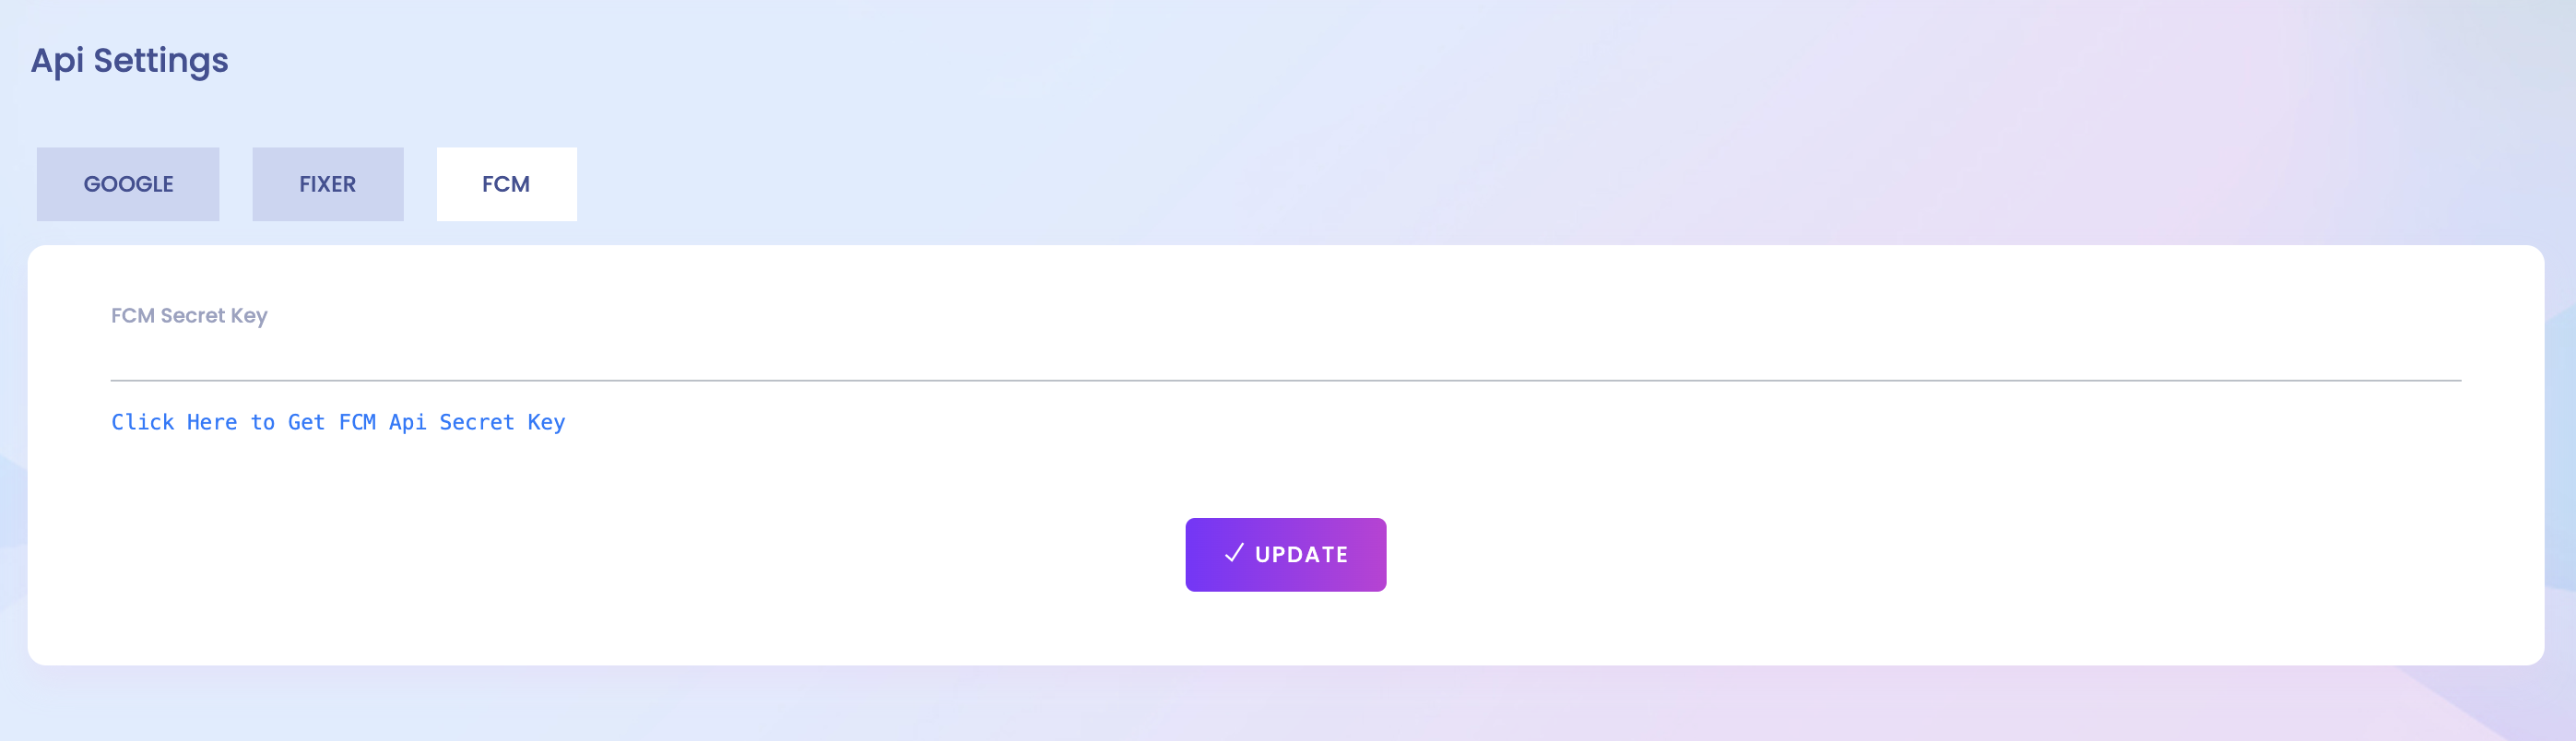 Api Settings
GOOGLE FIXER FCM
FCM Secret Key
Click Here to Get FCM Api Secret Key
UPDATE